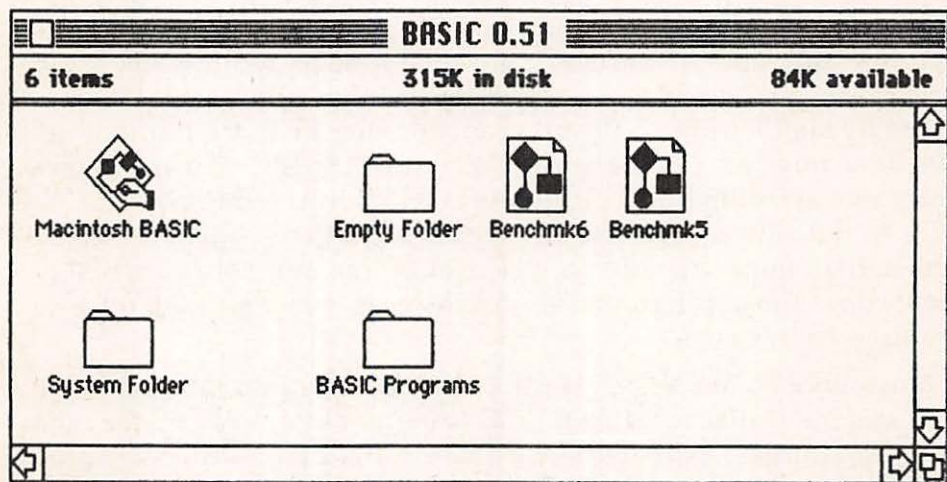 BASIC 0.51
6 items 315K in disk 84K available
Macintosh BASIC Empty Folder Benchmk6 Benchmk5
System Folder BASIC Programs